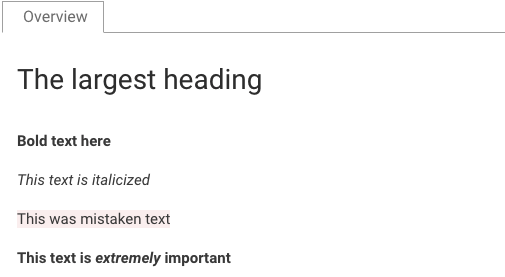 Overview
The largest heading
Bold text here
This text is italicized
This was mistaken text
This text is extremely important